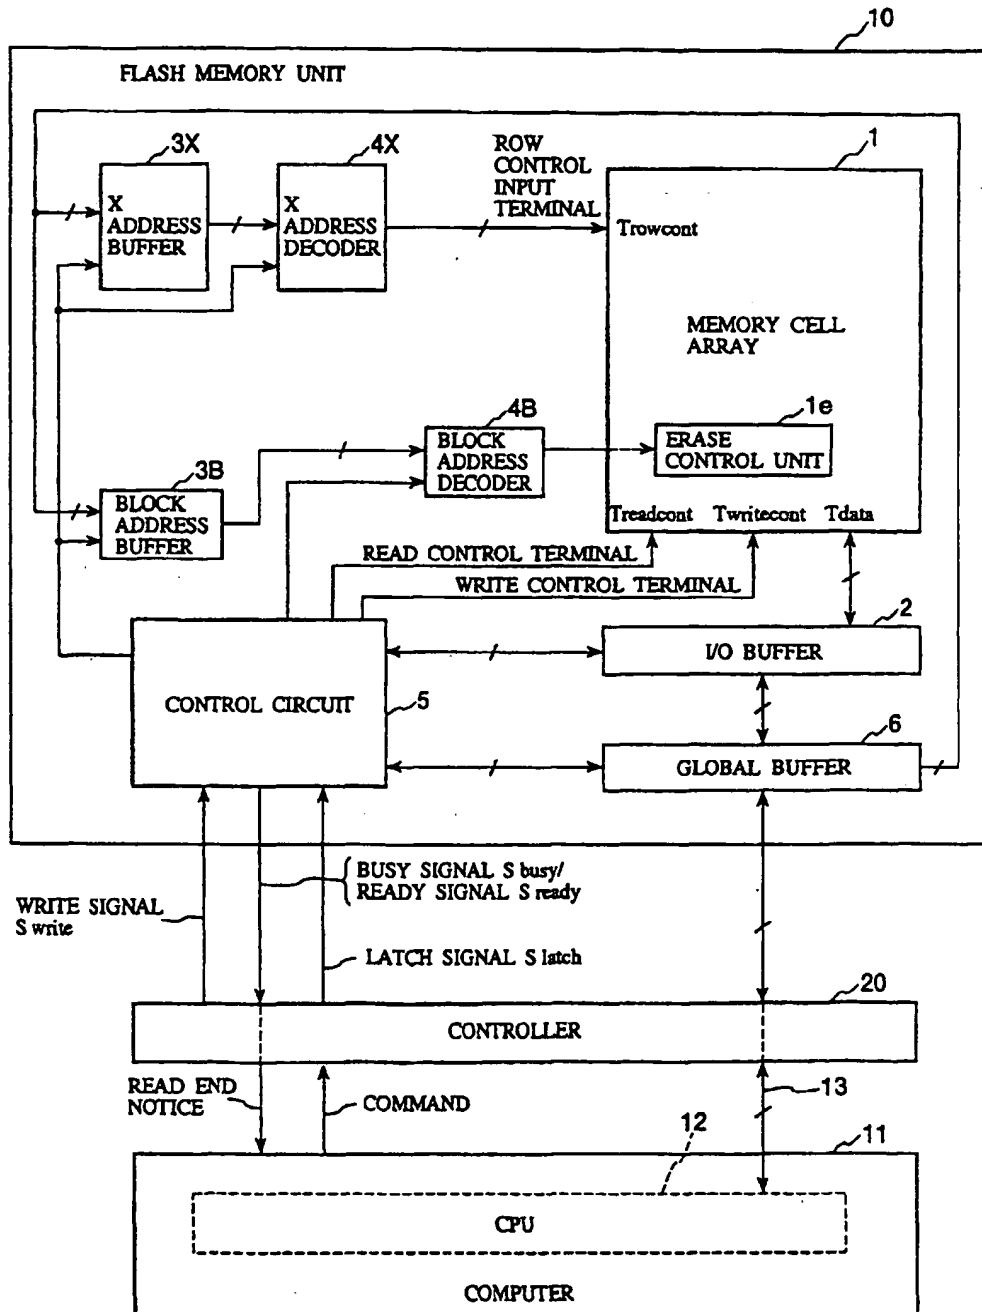 10
FLASH MEMORY UNIT
3X
4X
1
ROW
CONTROL
INPUT
TERMINAL
X
ADDRESS
BUFFER
X
ADDRESS
DECODER
Trowcont
MEMORY CELL
ARRAY
4B
1e
BLOCK
ADDRESS
DECODER
ERASE
CONTROL UNIT
3B
BLOCK
ADDRESS
BUFFER
Treadcont Twritecont Tdata
READ CONTROL TERMINAL
WRITE CONTROL TERMINAL
2
I/O BUFFER
CONTROL CIRCUIT
5
6
GLOBAL BUFFER
BUSY SIGNAL S busy/
READY SIGNAL S ready
WRITE SIGNAL
S write
LATCH SIGNAL S latch
20
CONTROLLER
READ END
NOTICE
COMMAND
13
12
11
CPU
COMPUTER